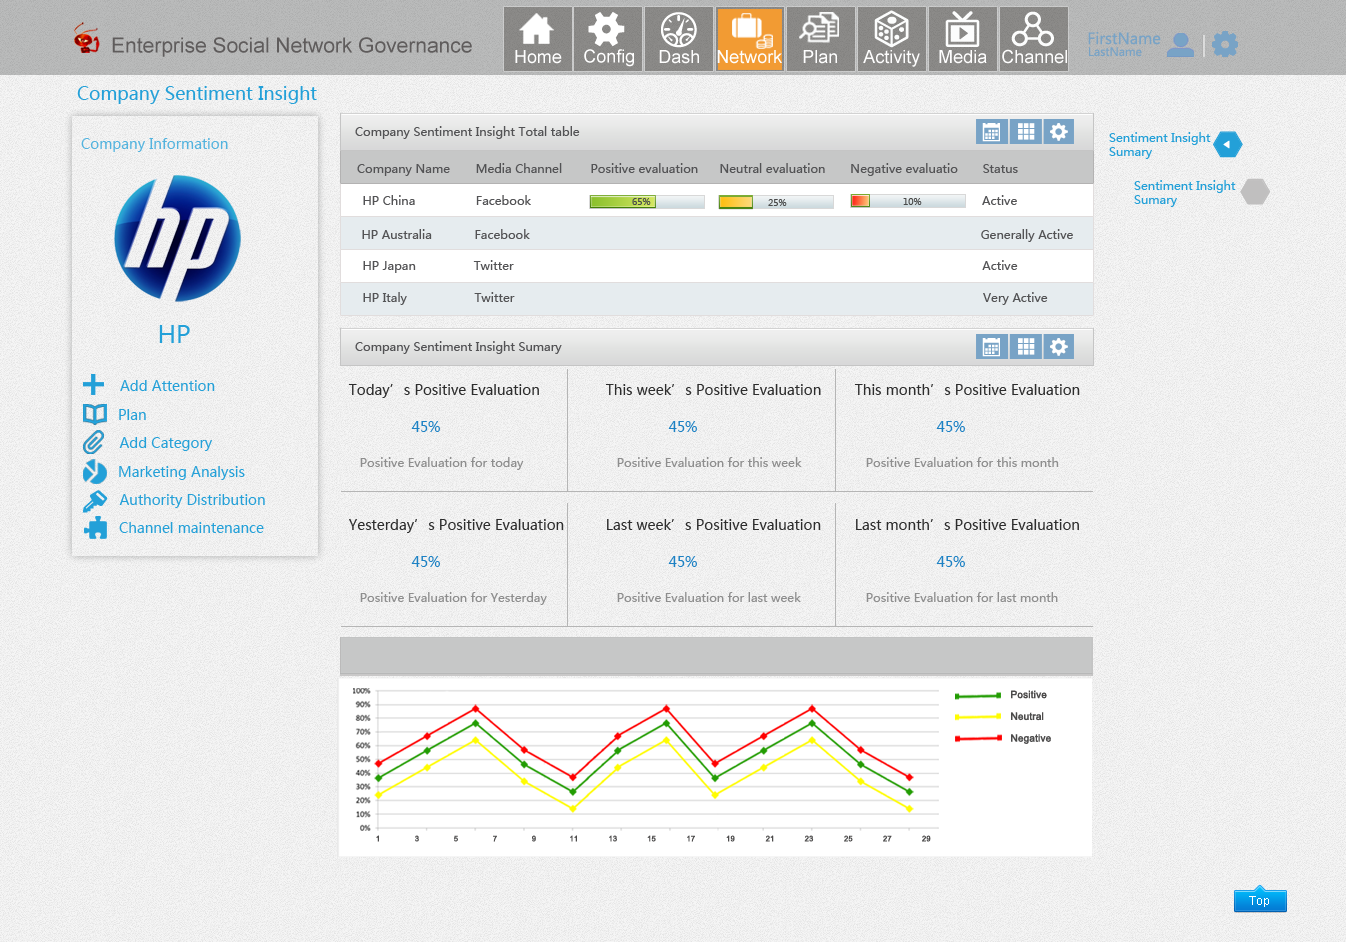 Enterprise Social Network Governance
Home
Config
Dash
Network
Plan
Activity
Media
Channel
FirstName
LastName
Company Sentiment Insight
Company Information
hp
HP
Add Attention
Plan
Add Category
Marketing Analysis
Authority Distribution
Channel maintenance
Company Sentiment Insight Total table
Company Name Media Channel Positive evaluation Neutral evaluation Negative evaluatio Status
HP China Facebook 65% 25% 10% Active
HP Australia Facebook Generally Active
HP Japan Twitter Active
HP Italy Twitter Very Active
Company Sentiment Insight Sumary
Today’s Positive Evaluation This week’s Positive Evaluation This month’s Positive Evaluation
45% 45% 45%
Positive Evaluation for today Positive Evaluation for this week Positive Evaluation for this month
Yesterday’s Positive Evaluation Last week’s Positive Evaluation Last month’s Positive Evaluation
45% 45% 45%
Positive Evaluation for Yesterday Positive Evaluation for last week Positive Evaluation for last month
100%
90%
80%
70%
60%
50%
40%
30%
20%
10%
0%
1 3 5 7 9 11 13 15 17 19 21 23 25 27 29
Positive
Neutral
Negative
Sentiment Insight
Sumary
Sentiment Insight
Sumary
Top